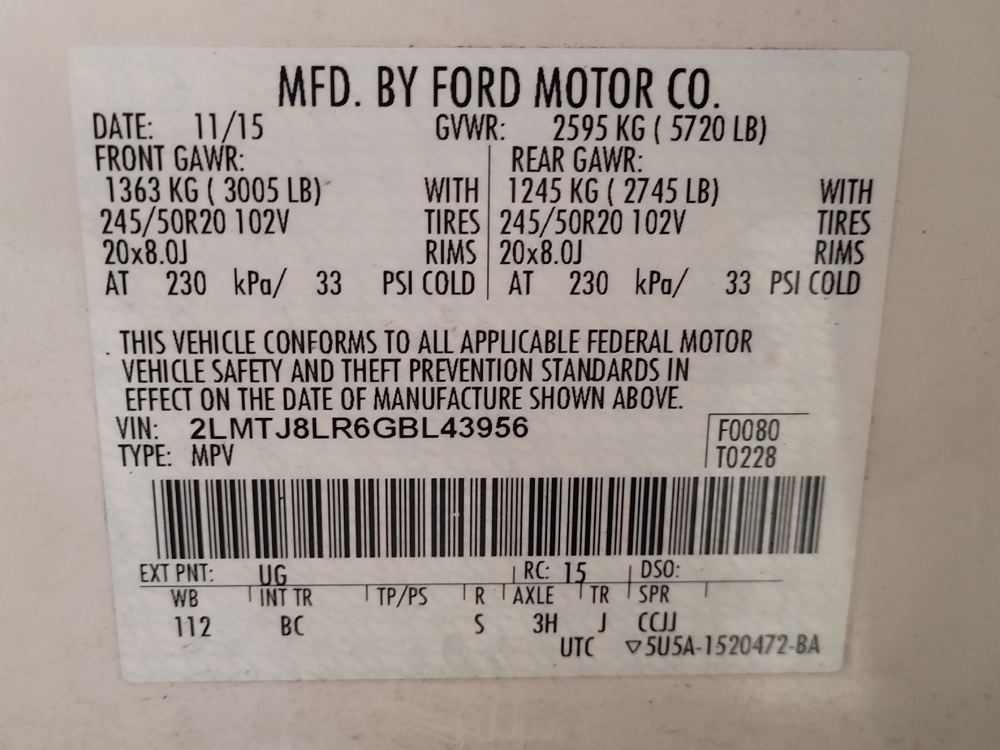 MFD. BY FORD MOTOR CO.
DATE: 11/15 GVWR: 2595 KG ( 5720 LB)
FRONT GAWR: REAR GAWR:
1363 KG ( 3005 LB) WITH 1245 KG ( 2745 LB) WITH
245/50R20 102V TIRES 245/50R20 102V TIRES
20x8.0J RIMS 20x8.0J RIMS
AT 230 kPa/ 33 PSI COLD AT 230 kPa/ 33 PSI COLD
THIS VEHICLE CONFORMS TO ALL APPLICABLE FEDERAL MOTOR
VEHICLE SAFETY AND THEFT PREVENTION STANDARDS IN
EFFECT ON THE DATE OF MANUFACTURE SHOWN ABOVE.
VIN: 2LMTJ8LR6GBL43956 F0080
TYPE: MPV T0228
EXT PNT: UG RC: 15 DSO:
WB INT TR TP/PS R AXLE TR SPR
112 BC S 3H J CCJJ
UTC ▽5U5A-1520472-BA